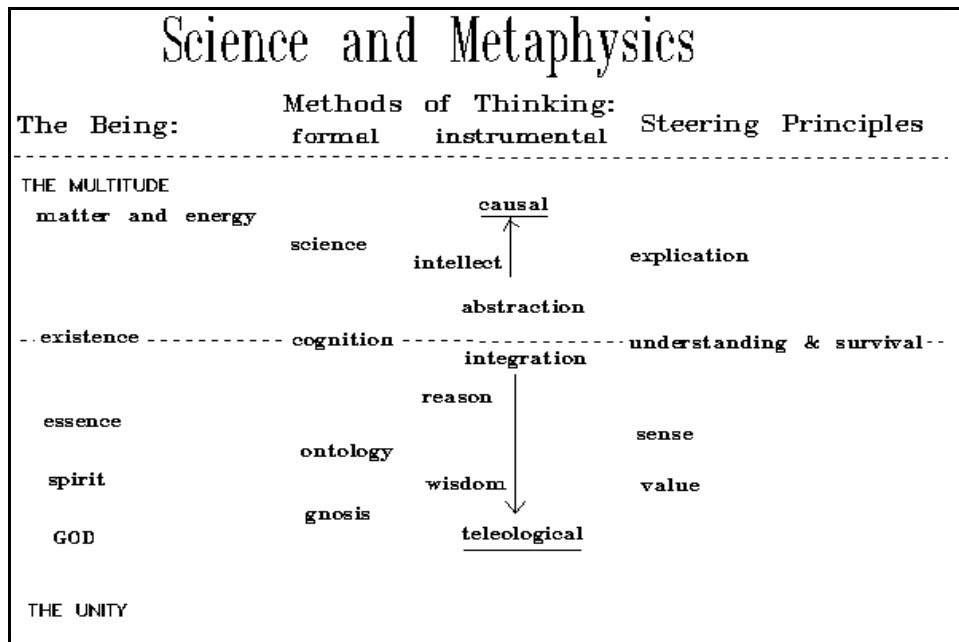 Science and Metaphysics
The Being:
Methods of Thinking:
formal instrumental
Steering Principles
THE MULTITUDE
matter and energy
causal
science
intellect
explication
abstraction
existence
cognition
understanding & survival
integration
reason
essence
sense
ontology
spirit
wisdom
value
gnosis
GOD
teleological
THE UNITY